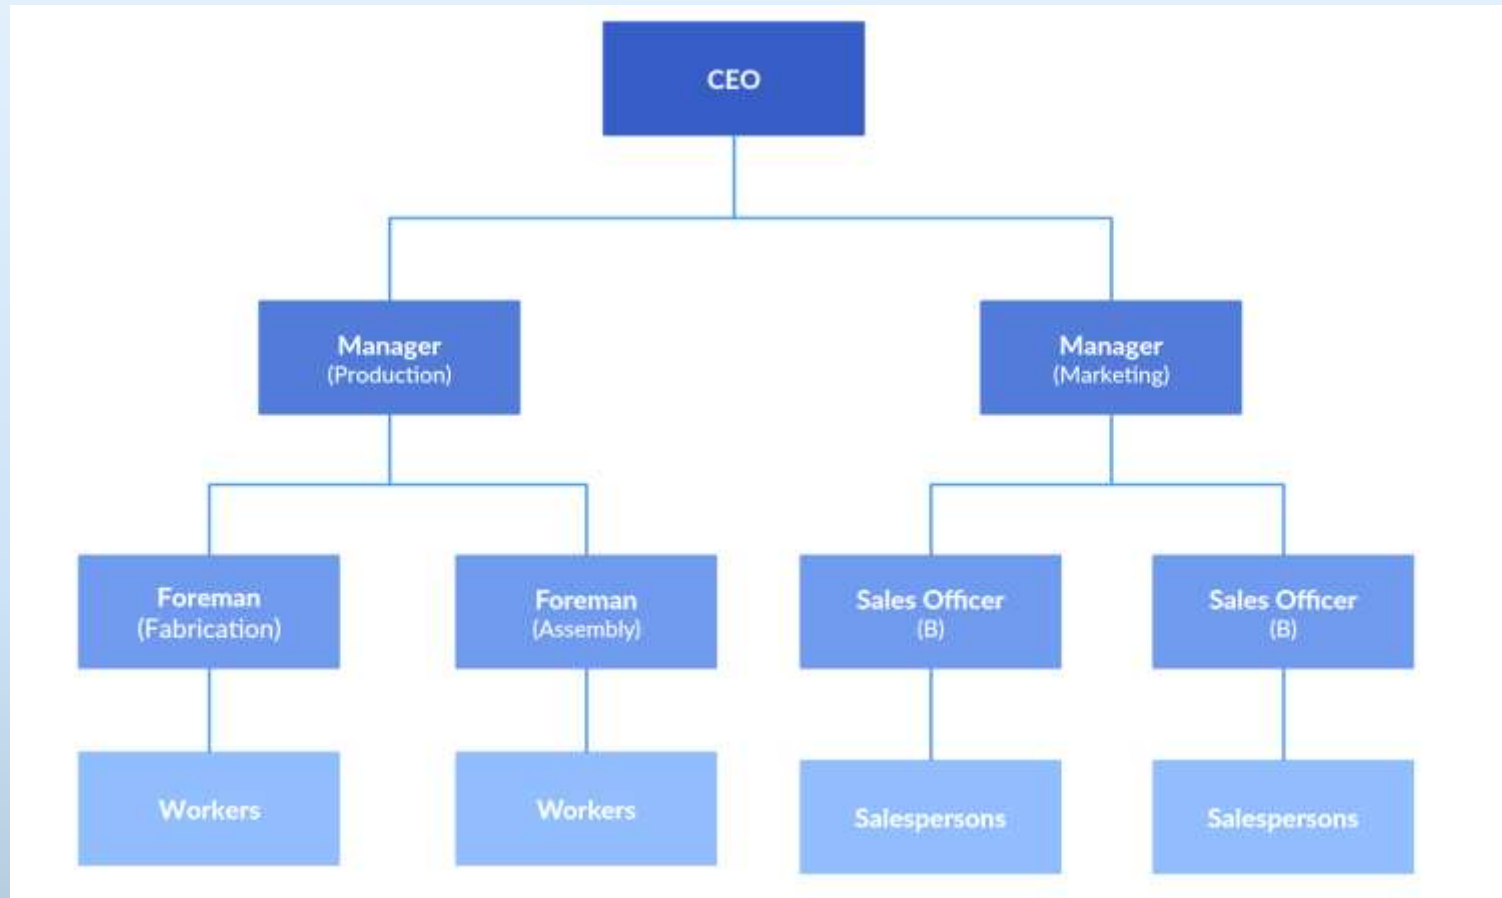 CEO
Manager
(Production)
Manager
(Marketing)
Foreman
(Fabrication)
Foreman
(Assembly)
Sales Officer
(B)
Sales Officer
(B)
Workers
Workers
Salespersons
Salespersons